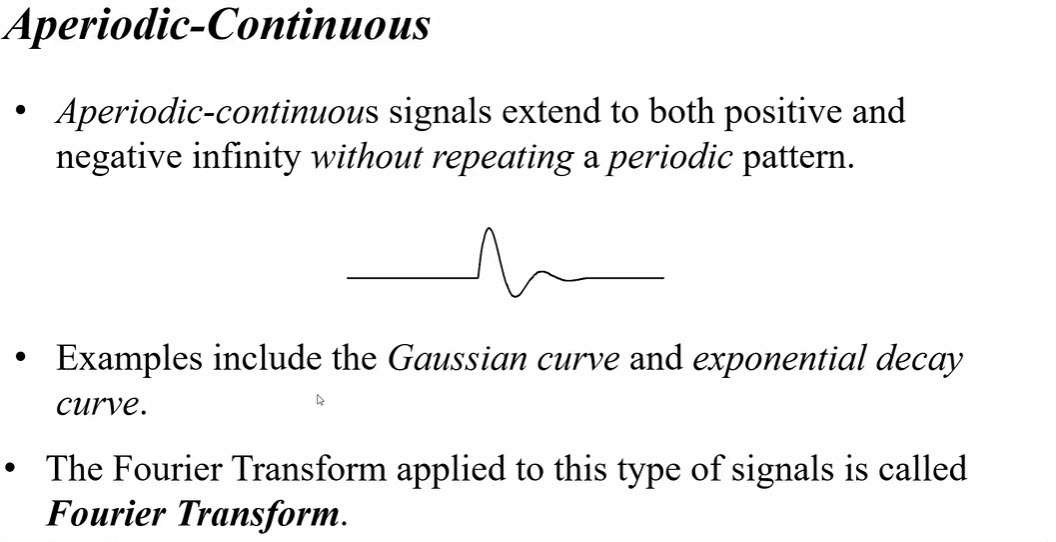 Aperiodic-Continuous
• Aperiodic-continuous signals extend to both positive and
negative infinity without repeating a periodic pattern.
• Examples include the Gaussian curve and exponential decay
curve.
• The Fourier Transform applied to this type of signals is called
Fourier Transform.